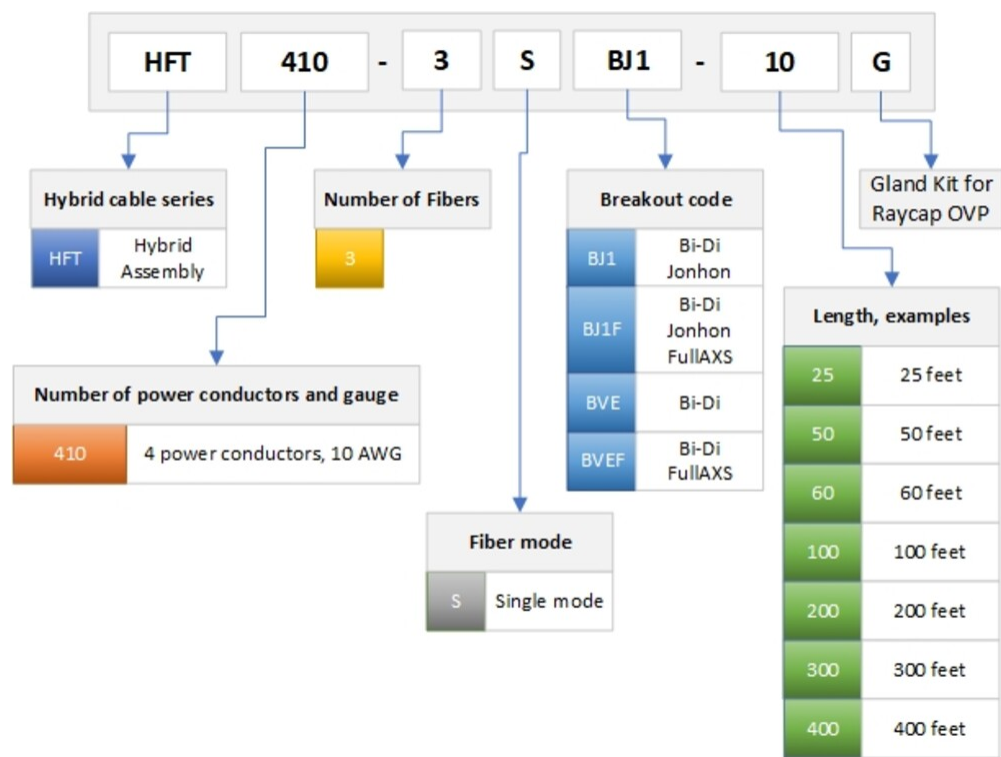 HFT 410 - 3 S BJ1 - 10 G
Hybrid cable series
HFT Hybrid
Assembly
Number of Fibers
3
Breakout code
BJ1 Bi-Di
Jonhon
BJ1F Bi-Di
Jonhon
FullAXS
BVE Bi-Di
BVEF Bi-Di
FullAXS
Gland Kit for
Raycap OVP
Number of power conductors and gauge
410 4 power conductors, 10 AWG
Fiber mode
S Single mode
Length, examples
25 25 feet
50 50 feet
60 60 feet
100 100 feet
200 200 feet
300 300 feet
400 400 feet